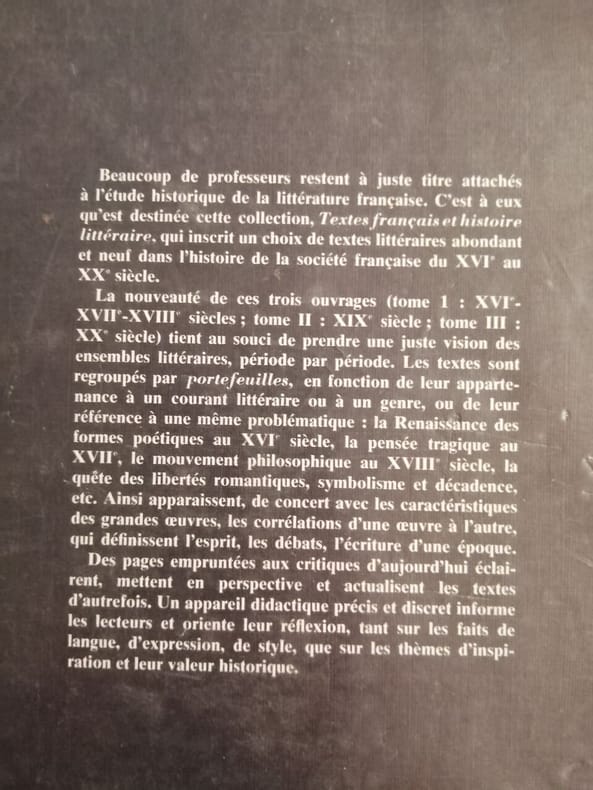 Beaucoup de professeurs restent à juste titre attachés
à l'étude historique de la littérature française. C'est à eux
qu'est destinée cette collection, Textes français et histoire
littéraire, qui inscrit un choix de textes littéraires abondant
et neuf dans l'histoire de la société française du XVIe au
XXe siècle.
La nouveauté de ces trois ouvrages (tome 1 : XVIe-
XVIIe-XVIIIe siècles ; tome II : XIXe siècle ; tome III :
XXe siècle) tient au souci de prendre une juste vision des
ensembles littéraires, période par période. Les textes sont
regroupés par portefeuilles, en fonction de leur apparte-
nance à un courant littéraire ou à un genre, ou de leur
référence à une même problématique : la Renaissance des
formes poétiques au XVIe siècle, la pensée tragique au
XVIIe, le mouvement philosophique au XVIIIe siècle, la
quête des libertés romantiques, symbolisme et décadence,
etc. Ainsi apparaissent, de concert avec les caractéristiques
des grandes œuvres, les corrélations d'une œuvre à l'autre,
qui définissent l'esprit, les débats, l'écriture d'une époque.
Des pages empruntées aux critiques d'aujourd'hui éclai-
rent, mettent en perspective et actualisent les textes
d'autrefois. Un appareil didactique précis et discret informe
les lecteurs et oriente leur réflexion, tant sur les faits de
langue, d'expression, de style, que sur les thèmes d'inspi-
ration et leur valeur historique.